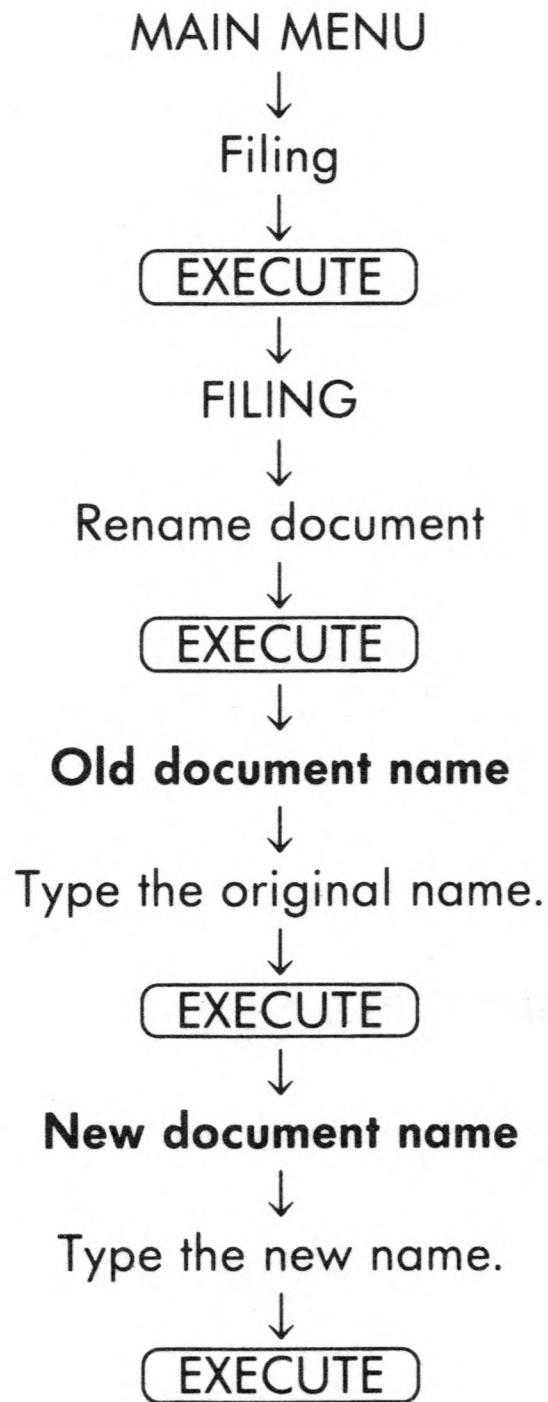 MAIN MENU
↓
Filing
↓
EXECUTE
↓
FILING
↓
Rename document
↓
EXECUTE
↓
Old document name
↓
Type the original name.
↓
EXECUTE
↓
New document name
↓
Type the new name.
↓
EXECUTE